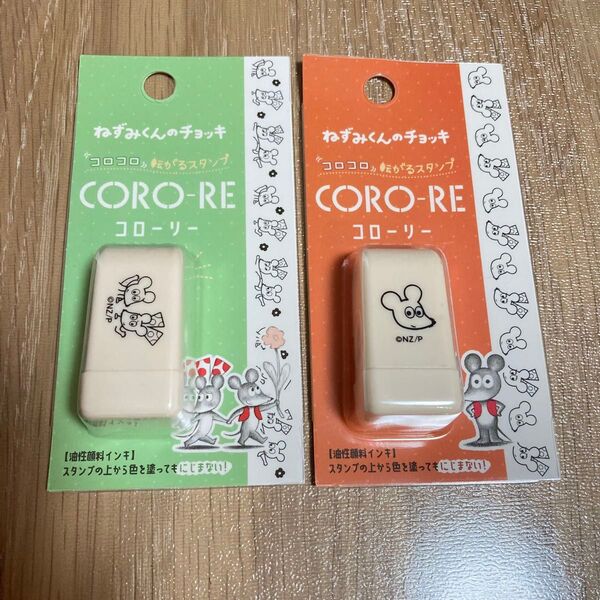 ねずみくんのチョッキ
コロコロ 転がるスタンプ
CORO-RE
コローリー
©NZ/P
【油性顔料インキ】
スタンプの上から色を塗ってもにじまない!
ねずみくんのチョッキ
コロコロ 転がるスタンプ
CORO-RE
コローリー
©NZ/P
【油性顔料インキ】
スタンプの上から色を塗ってもにじまない!